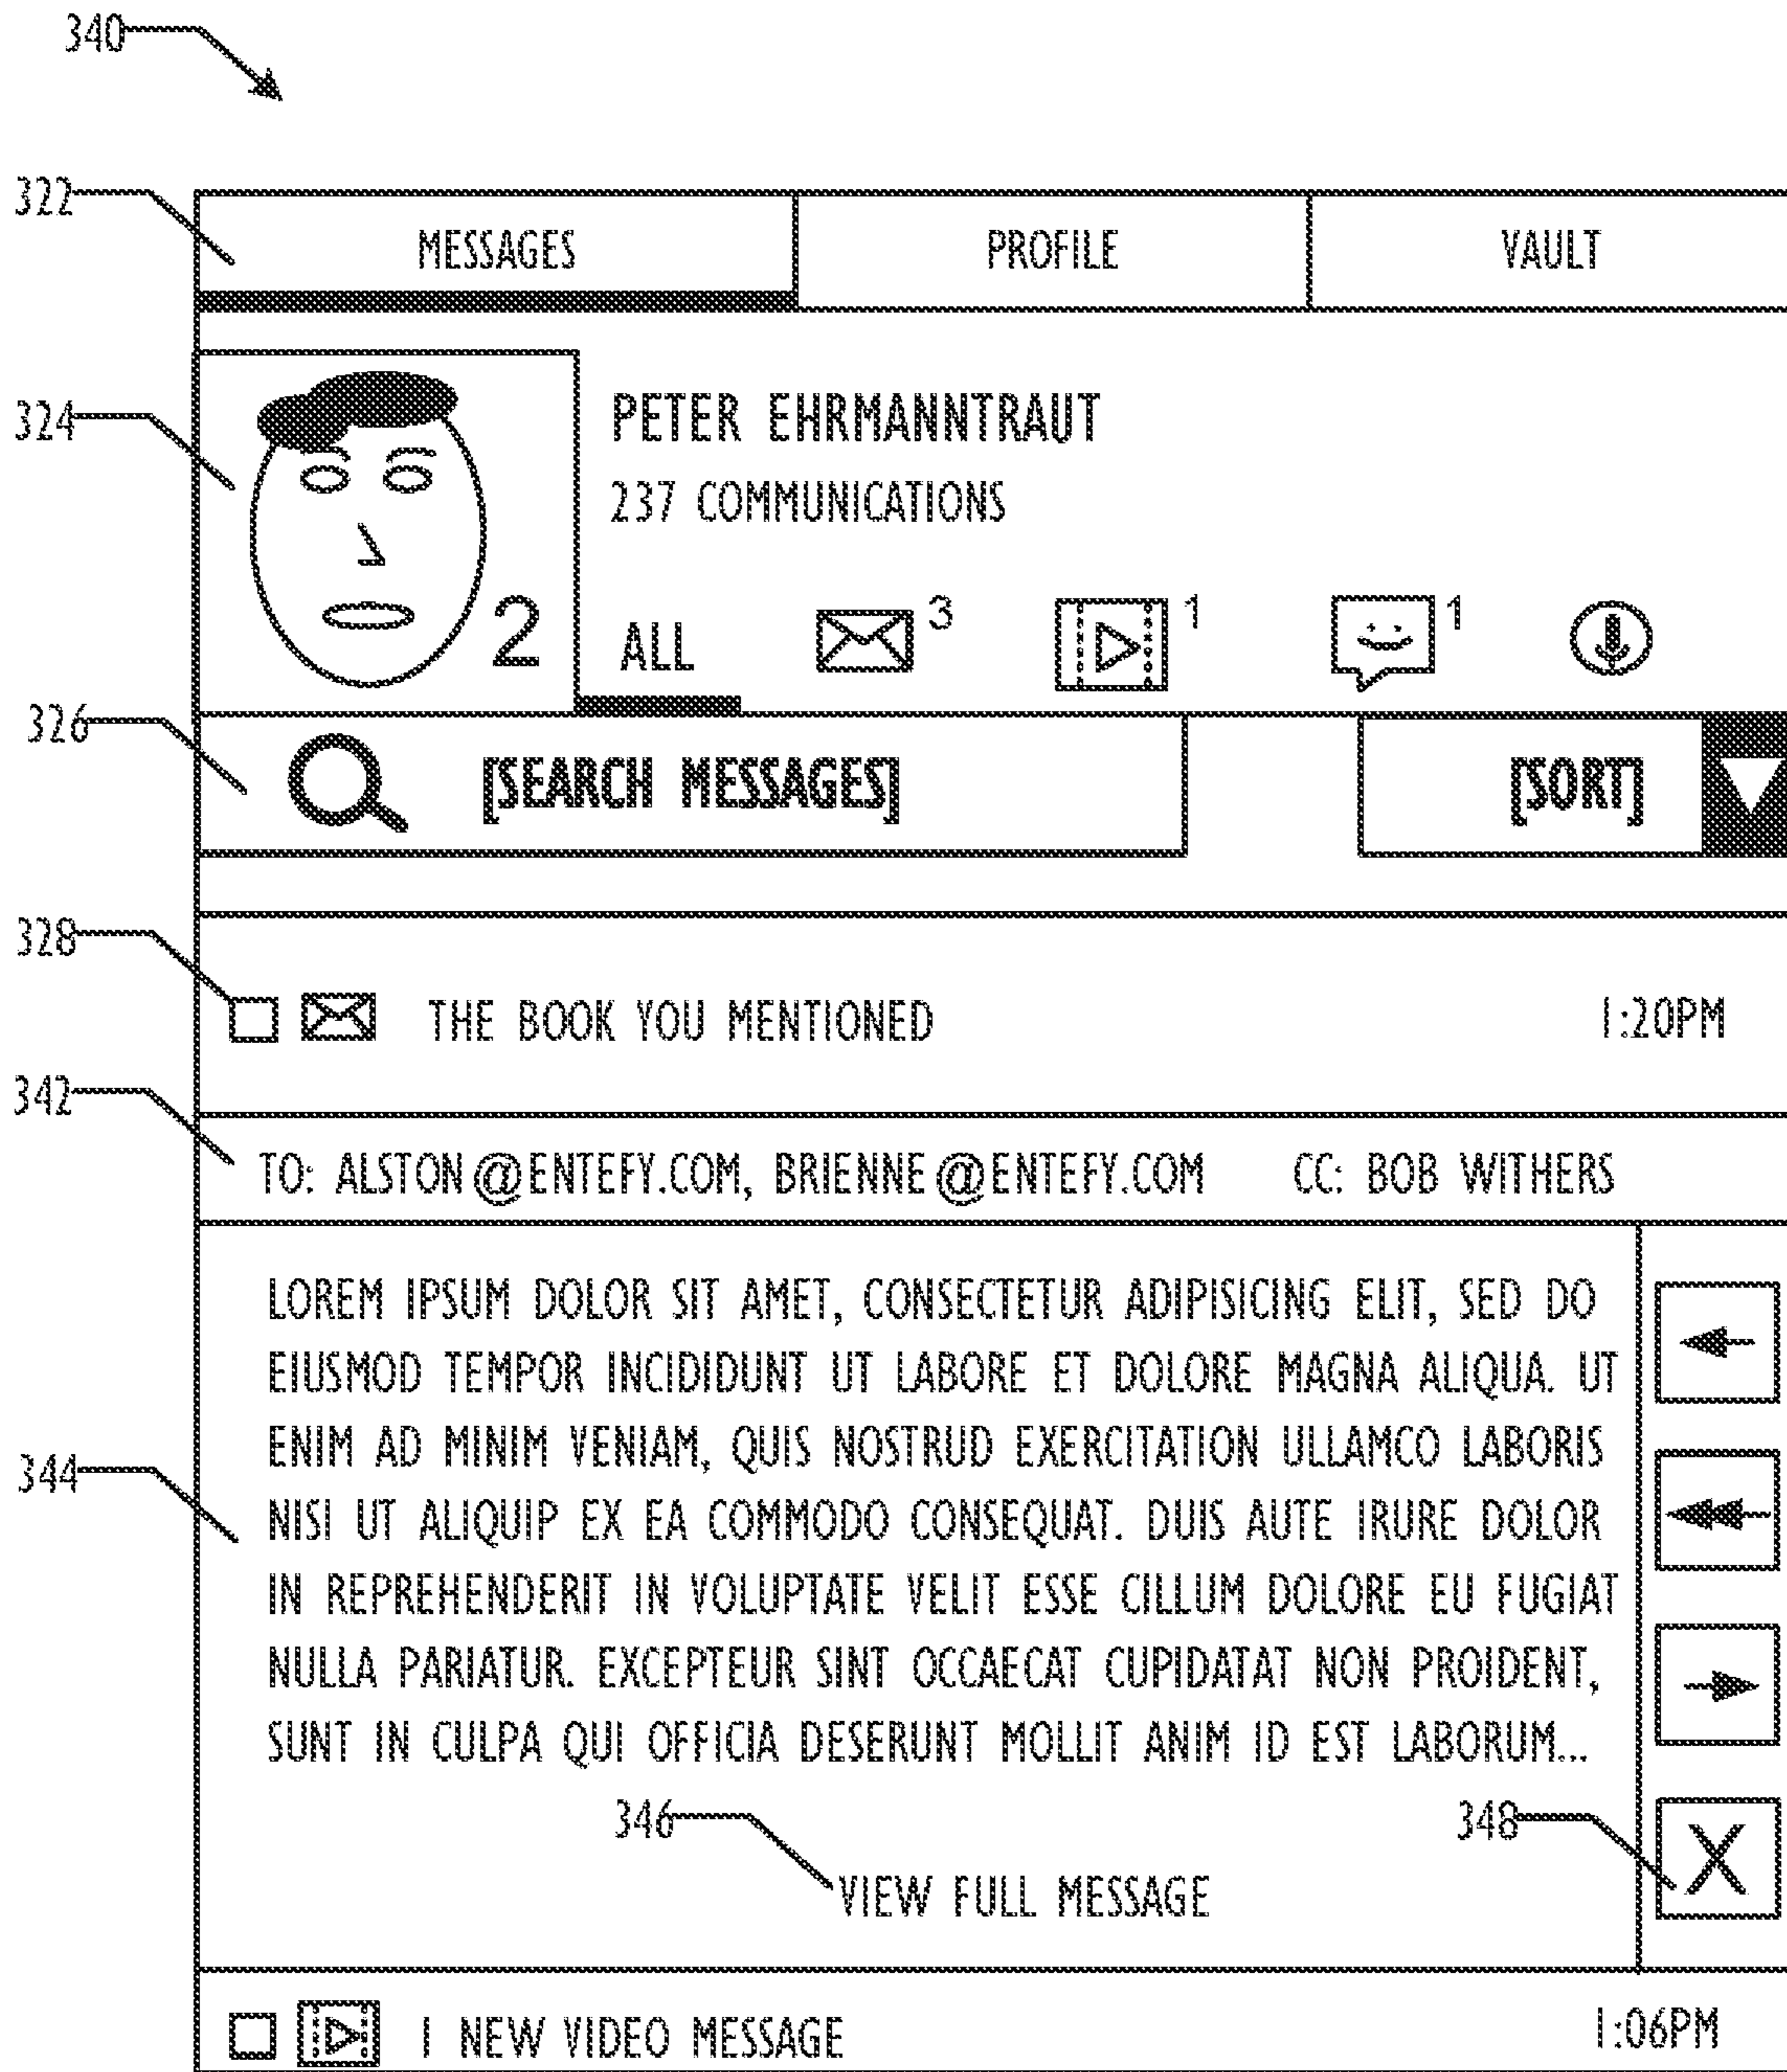 340
322
MESSAGES PROFILE VAULT
324
PETER EHRMANNTRAUT
237 COMMUNICATIONS
2 ALL 3 1 1
326
[SEARCH MESSAGES] [SORT]
328
THE BOOK YOU MENTIONED 1:20PM
342
TO: ALSTON@ENTEFY.COM, BRIENNE@ENTEFY.COM CC: BOB WITHERS
LOREM IPSUM DOLOR SIT AMET, CONSECTETUR ADIPISICING ELIT, SED DO
EIUSMOD TEMPOR INCIDIDUNT UT LABORE ET DOLORE MAGNA ALIQUA. UT
ENIM AD MINIM VENIAM, QUIS NOSTRUD EXERCITATION ULLAMCO LABORIS
344
NISI UT ALIQUIP EX EA COMMODO CONSEQUAT. DUIS AUTE IRURE DOLOR
IN REPREHENDERIT IN VOLUPTATE VELIT ESSE CILLUM DOLORE EU FUGIAT
NULLA PARIATUR. EXCEPTEUR SINT OCCAECAT CUPIDATAT NON PROIDENT,
SUNT IN CULPA QUI OFFICIA DESERUNT MOLLIT ANIM ID EST LABORUM...
346 348
X
VIEW FULL MESSAGE
1 NEW VIDEO MESSAGE 1:06PM